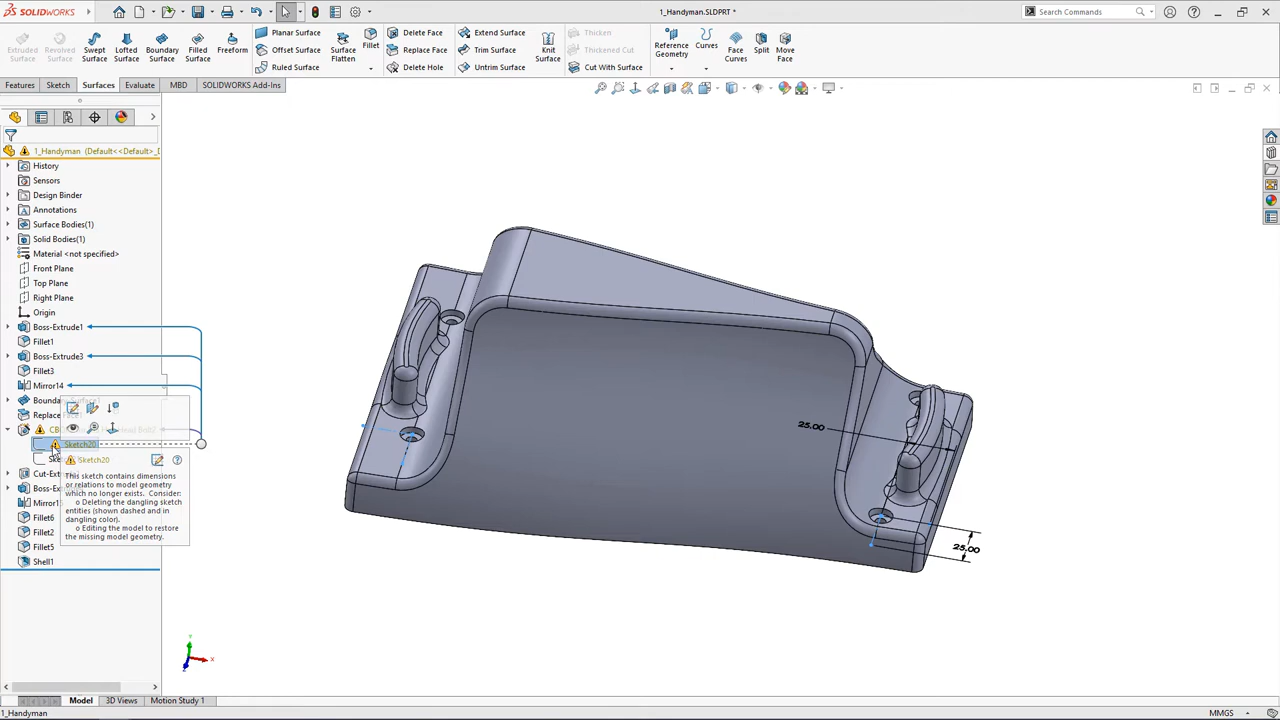 SOLIDWORKS
1_Handyman.SLDPRT *
Search Commands
Extruded Surface
Revolved Surface
Swept Surface
Lofted Surface
Boundary Surface
Filled Surface
Freeform
Planar Surface
Offset Surface
Ruled Surface
Surface Flatten
Fillet
Delete Face
Replace Face
Delete Hole
Extend Surface
Trim Surface
Untrim Surface
Knit Surface
Thicken
Thickened Cut
Cut With Surface
Reference Geometry
Curves
Face Curves
Split
Move Face
Features
Sketch
Surfaces
Evaluate
MBD
SOLIDWORKS Add-Ins
1_Handyman (Default<<Default>_D
History
Sensors
Design Binder
Annotations
Surface Bodies(1)
Solid Bodies(1)
Material <not specified>
Front Plane
Top Plane
Right Plane
Origin
Boss-Extrude1
Fillet1
Boss-Extrude3
Fillet3
Mirror14
Sketch20
Sketch20
This sketch contains dimensions
or relations to model geometry
which no longer exists. Consider:
o Deleting the dangling sketch
entities (shown dashed and in
dangling color).
o Editing the model to restore
the missing model geometry.
Fillet6
Fillet2
Fillet5
Shell1
25.00
25.00
Y
X
Model
3D Views
Motion Study 1
1_Handyman
MMGS